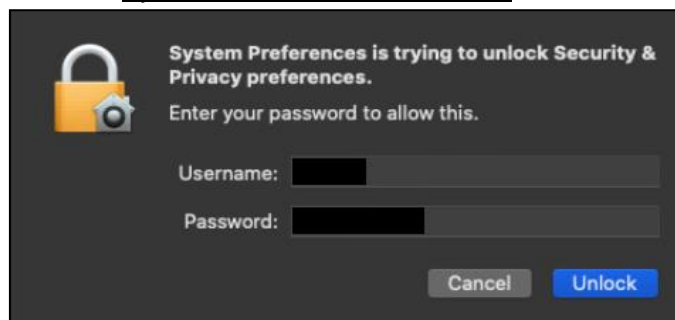 System Preferences is trying to unlock Security &
Privacy preferences.
Enter your password to allow this.
Username:
Password:
Cancel Unlock